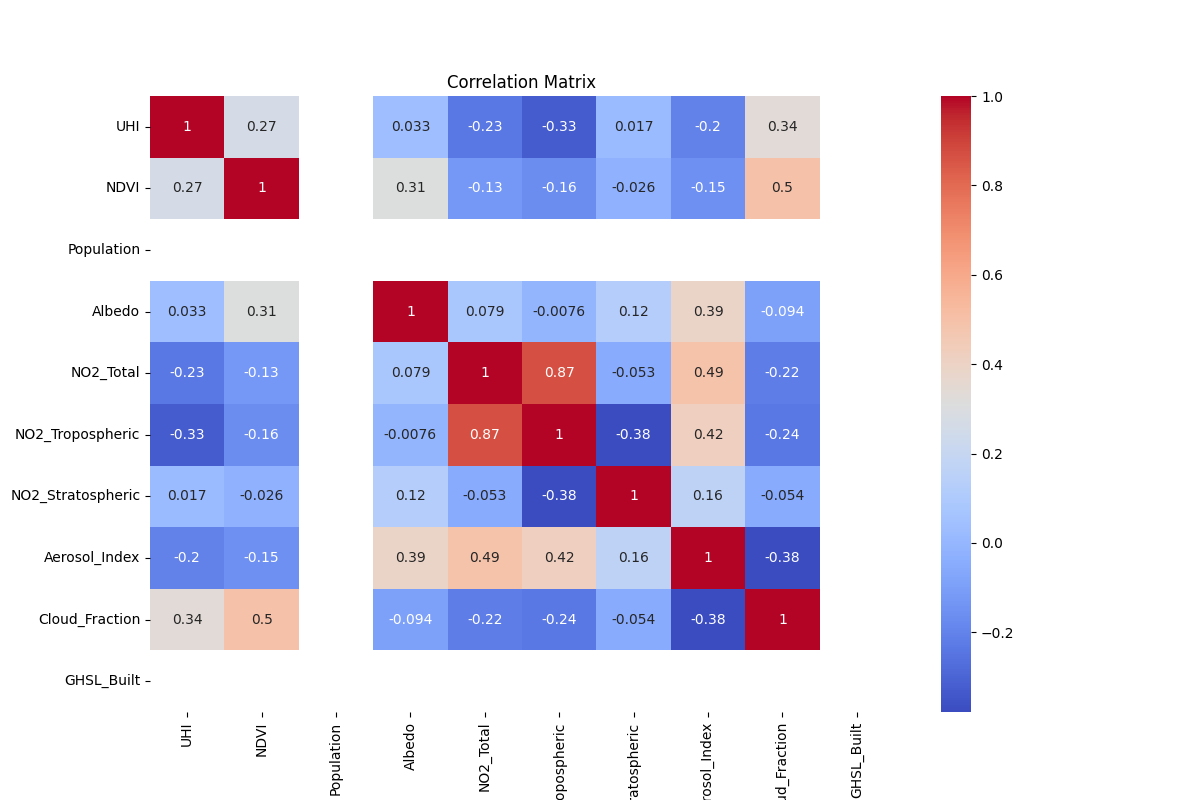 Correlation Matrix
UHI 1 0.27 0.033 -0.23 -0.33 0.017 -0.2 0.34
NDVI 0.27 1 0.31 -0.13 -0.16 -0.026 -0.15 0.5
Population
Albedo 0.033 0.31 1 0.079 -0.0076 0.12 0.39 -0.094
NO2_Total -0.23 -0.13 0.079 1 0.87 -0.053 0.49 -0.22
NO2_Tropospheric -0.33 -0.16 -0.0076 0.87 1 -0.38 0.42 -0.24
NO2_Stratospheric 0.017 -0.026 0.12 -0.053 -0.38 1 0.16 -0.054
Aerosol_Index -0.2 -0.15 0.39 0.49 0.42 0.16 1 -0.38
Cloud_Fraction 0.34 0.5 -0.094 -0.22 -0.24 -0.054 -0.38 1
GHSL_Built
UHI
NDVI
Population
Albedo
NO2_Total
opospheric
ratospheric
rosol_Index
ud_Fraction
GHSL_Built
1.0
0.8
0.6
0.4
0.2
0.0
−0.2